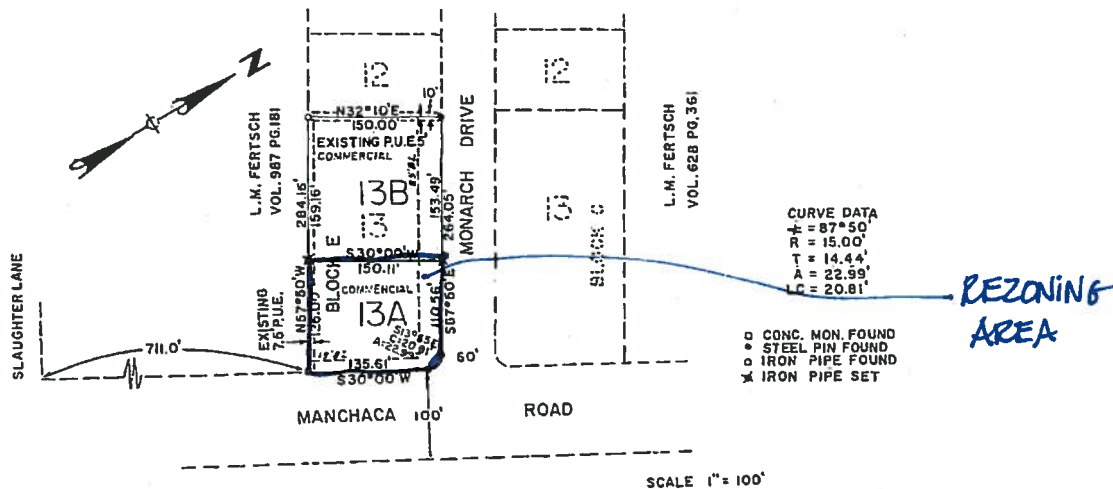 N
12
12
N32°10'E
10'
150.00'
EXISTING P.U.E.
5'
COMMERCIAL
L.M. FERTSCH
VOL. 987 PG.181
284.16'
159.16'
13B
13
153.49'
264.05'
MONARCH DRIVE
13
BLOCK C
L.M. FERTSCH
VOL. 628 PG. 361
S30°00'W
150.11'
BLOCK E
COMMERCIAL
13A
N57°50'W
EXISTING
7.5' P.U.E.
110.56'
135.61'
S30°00'W
60'
SLAUGHTER LANE
711.0'
MANCHACA 100' ROAD
CURVE DATA
= 87°50'
R = 15.00'
T = 14.44'
A = 22.99'
LC = 20.81'
REZONING
AREA
CONC. MON. FOUND
STEEL PIN FOUND
IRON PIPE FOUND
IRON PIPE SET
SCALE 1" = 100'